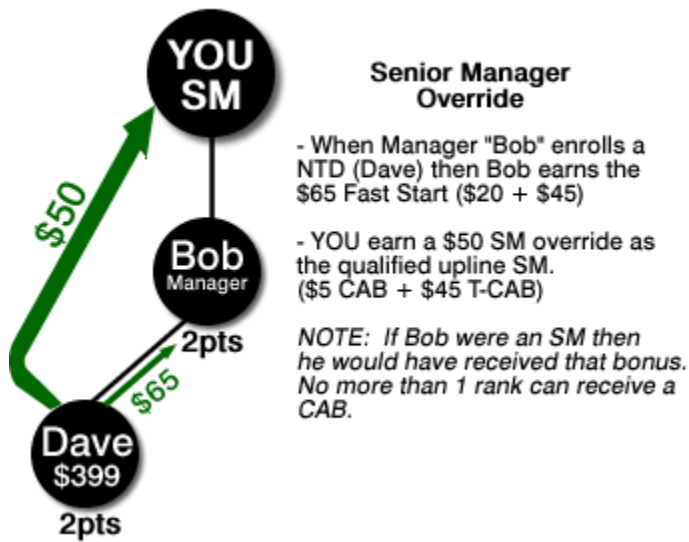 YOU
SM
$50
Bob
Manager
2pts
$65
Dave
$399
2pts
Senior Manager
Override
- When Manager "Bob" enrolls a
NTD (Dave) then Bob earns the
$65 Fast Start ($20 + $45)
- YOU earn a $50 SM override as
the qualified upline SM.
($5 CAB + $45 T-CAB)
NOTE: If Bob were an SM then
he would have received that bonus.
No more than 1 rank can receive a
CAB.